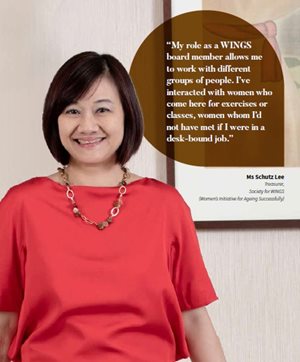 “My role as a WINGS
board member allows me
to work with different
groups of people. I’ve
interacted with women who
come here for exercises or
classes, women whom I’d
not have met if I were in a
desk-bound job.”
Ms Schutz Lee
Treasurer,
Society for WINGS
(Women’s Initiative for Ageing Successfully)